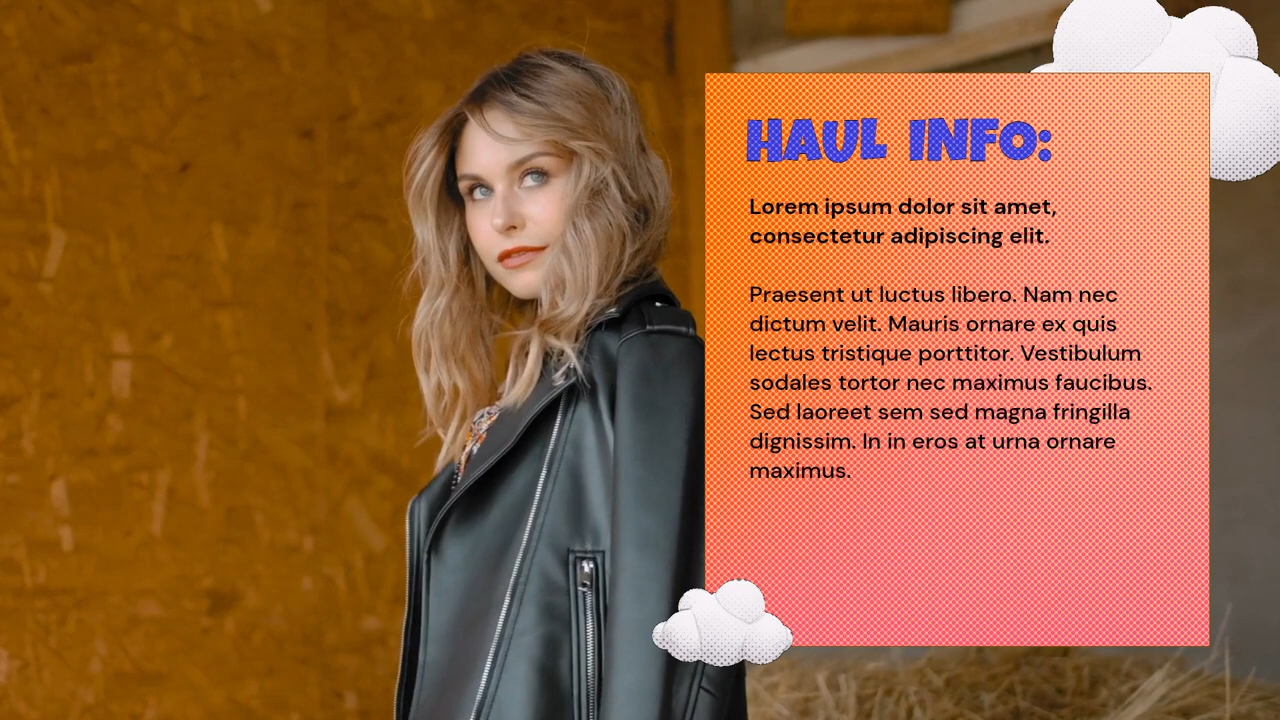 HAUL INFO:
Lorem ipsum dolor sit amet,
consectetur adipiscing elit.
Praesent ut luctus libero. Nam nec
dictum velit. Mauris ornare ex quis
lectus tristique porttitor. Vestibulum
sodales tortor nec maximus faucibus.
Sed laoreet sem sed magna fringilla
dignissim. In in eros at urna ornare
maximus.